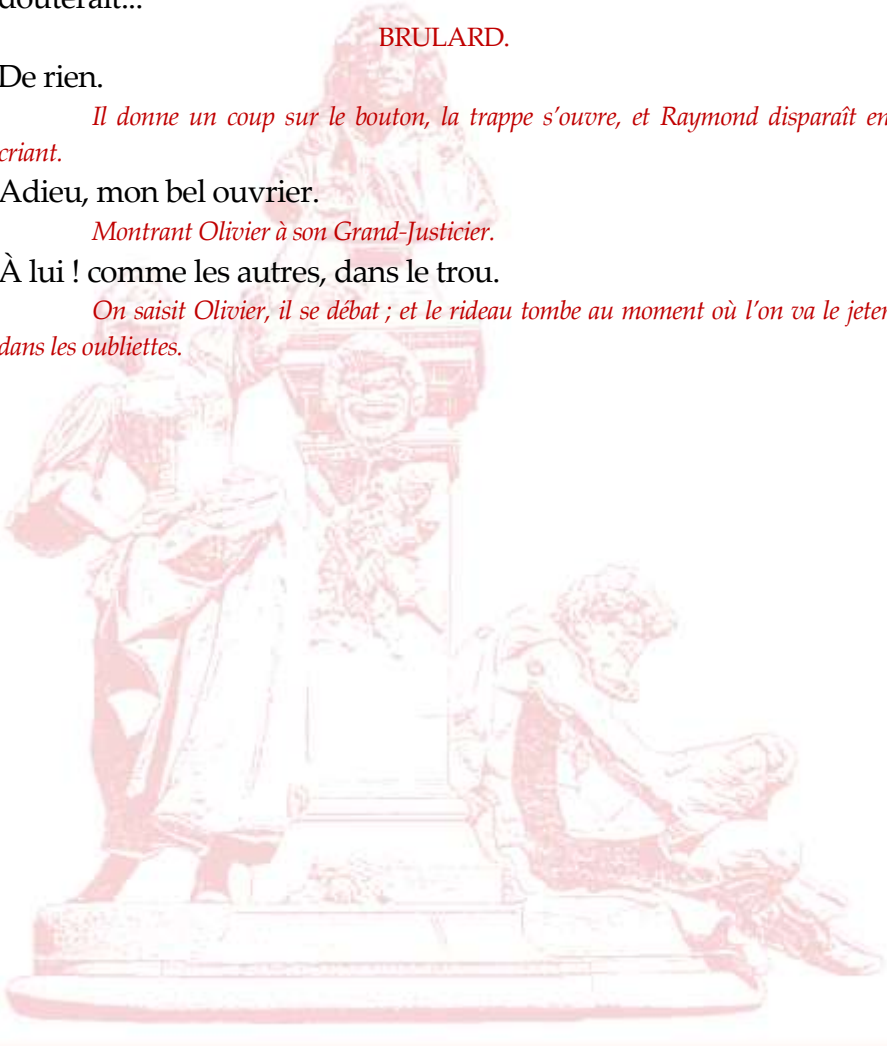 douterait...
BRULARD.
De rien.
Il donne un coup sur le bouton, la trappe s’ouvre, et Raymond disparaît en
criant.
Adieu, mon bel ouvrier.
Montrant Olivier à son Grand-Justicier.
À lui ! comme les autres, dans le trou.
On saisit Olivier, il se débat ; et le rideau tombe au moment où l’on va le jeter
dans les oubliettes.